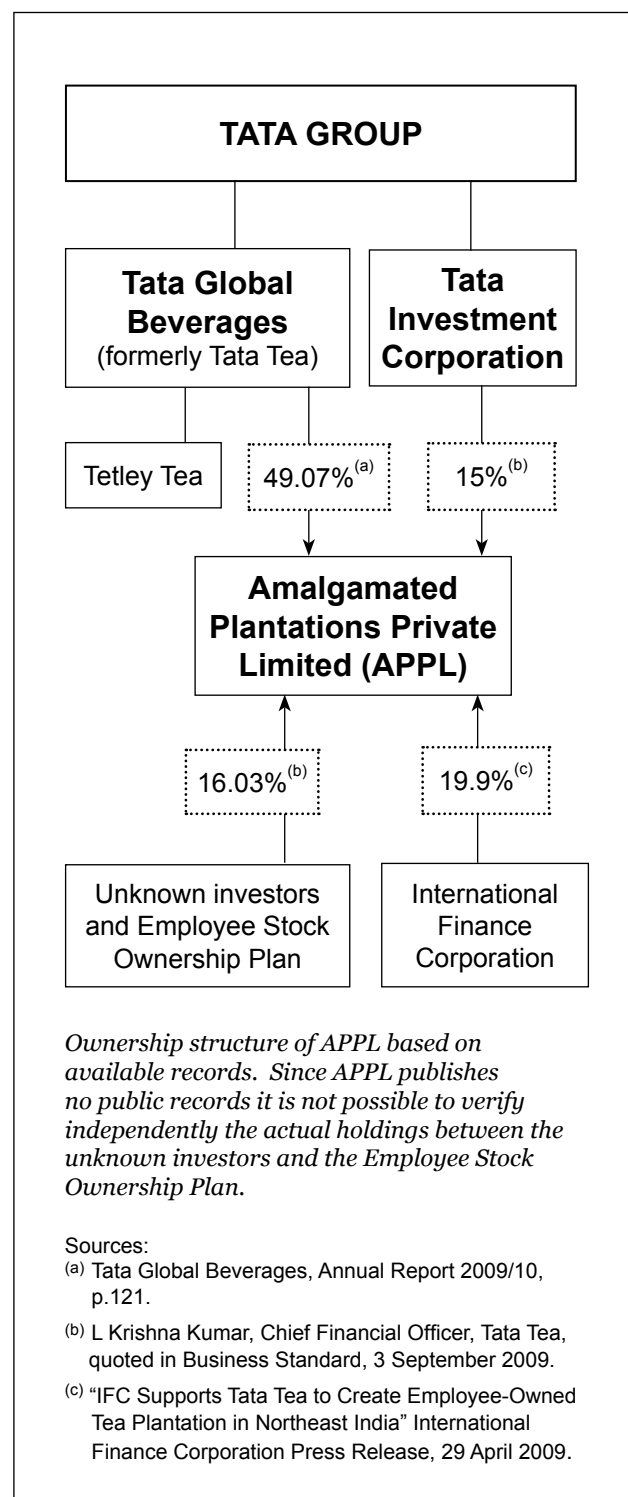 TATA GROUP
Tata Global
Beverages
(formerly Tata Tea)
Tata
Investment
Corporation
Tetley Tea
49.07%(a)
15%(b)
Amalgamated
Plantations Private
Limited (APPL)
16.03%(b)
19.9%(c)
Unknown investors
and Employee Stock
Ownership Plan
International
Finance
Corporation
Ownership structure of APPL based on
available records.  Since APPL publishes
no public records it is not possible to verify
independently the actual holdings between the
unknown investors and the Employee Stock
Ownership Plan.
Sources:
(a) Tata Global Beverages, Annual Report 2009/10,
p.121.
(b) L Krishna Kumar, Chief Financial Officer, Tata Tea,
quoted in Business Standard, 3 September 2009.
(c) “IFC Supports Tata Tea to Create Employee-Owned
Tea Plantation in Northeast India” International
Finance Corporation Press Release, 29 April 2009.